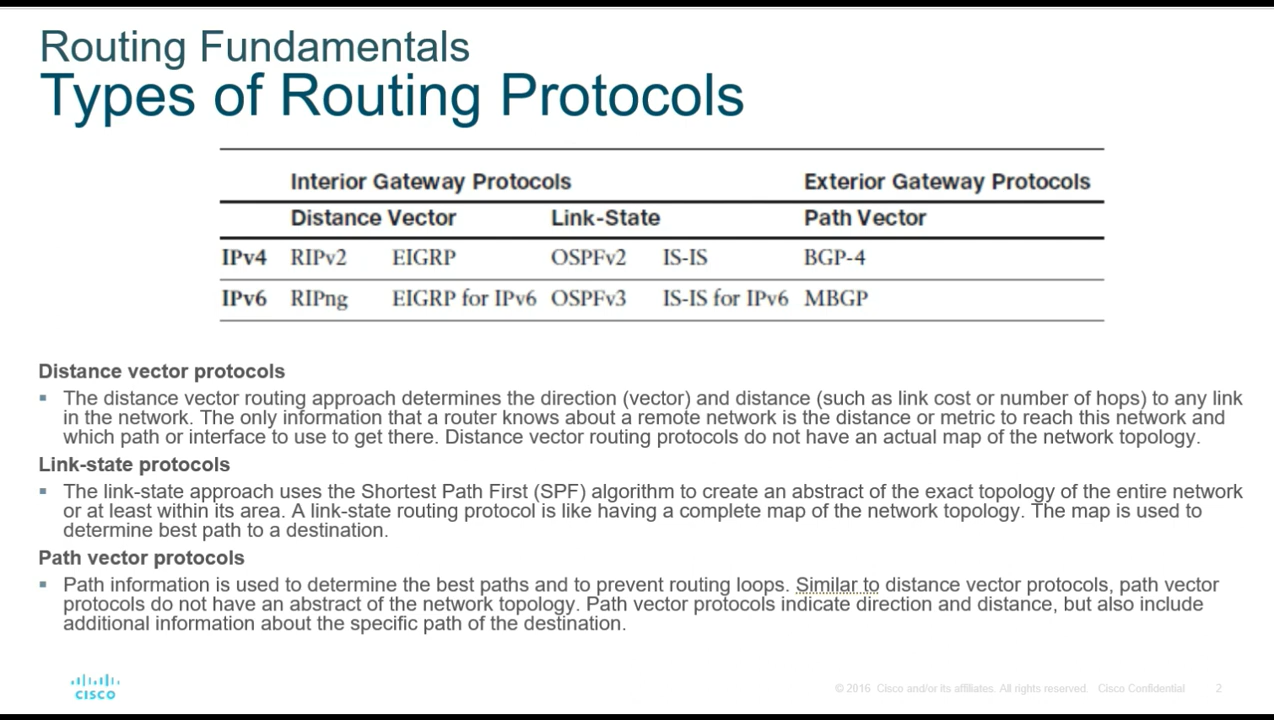 Routing Fundamentals
Types of Routing Protocols
Interior Gateway Protocols Exterior Gateway Protocols
Distance Vector Link-State Path Vector
IPv4 RIPv2 EIGRP OSPFv2 IS-IS BGP-4
IPv6 RIPng EIGRP for IPv6 OSPFv3 IS-IS for IPv6 MBGP
Distance vector protocols
▪ The distance vector routing approach determines the direction (vector) and distance (such as link cost or number of hops) to any link
in the network. The only information that a router knows about a remote network is the distance or metric to reach this network and
which path or interface to use to get there. Distance vector routing protocols do not have an actual map of the network topology.
Link-state protocols
▪ The link-state approach uses the Shortest Path First (SPF) algorithm to create an abstract of the exact topology of the entire network
or at least within its area. A link-state routing protocol is like having a complete map of the network topology. The map is used to
determine best path to a destination.
Path vector protocols
▪ Path information is used to determine the best paths and to prevent routing loops. Similar to distance vector protocols, path vector
protocols do not have an abstract of the network topology. Path vector protocols indicate direction and distance, but also include
additional information about the specific path of the destination.
CISCO
© 2016 Cisco and/or its affiliates. All rights reserved. Cisco Confidential 2